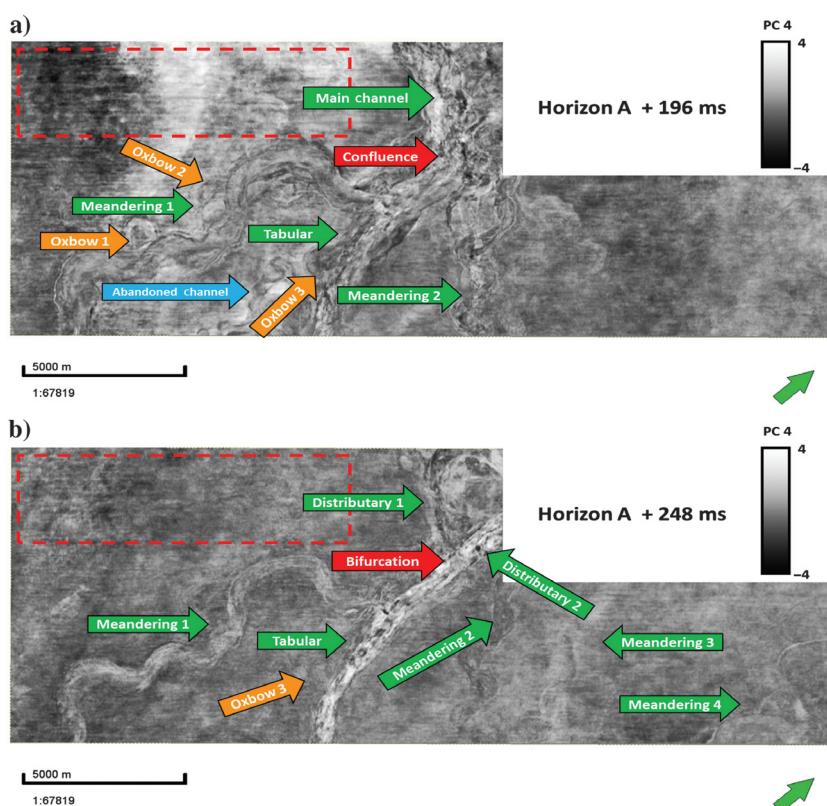 a)
PC 4
4
-4
Horizon A + 196 ms
Main channel
Confluence
Oxbow 2
Meandering 1
Oxbow 1
Tabular
Abandoned channel
Oxbow 3
Meandering 2
5000 m
1:67819
b)
PC 4
4
-4
Horizon A + 248 ms
Distributary 1
Bifurcation
Distributary 2
Meandering 1
Tabular
Meandering 2
Meandering 3
Oxbow 3
Meandering 4
5000 m
1:67819